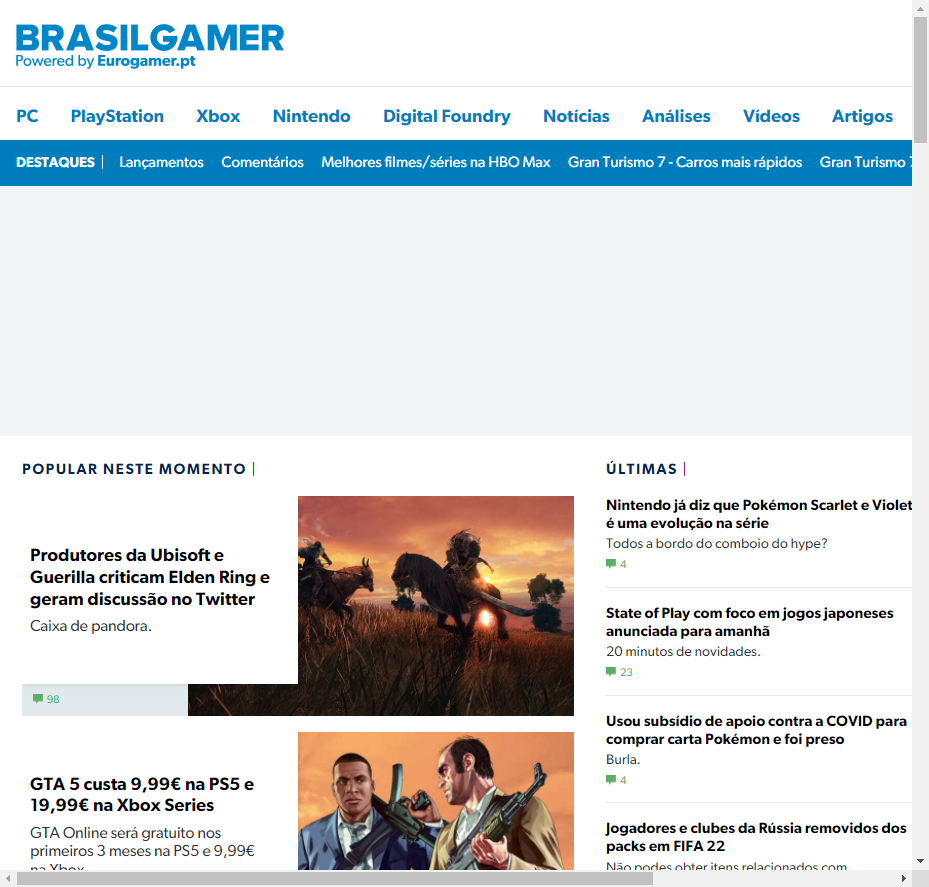 BRASILGAMER
Powered by Eurogamer.pt
PC PlayStation Xbox Nintendo Digital Foundry Notícias Análises Vídeos Artigos
DESTAQUES Lançamentos Comentários Melhores filmes/séries na HBO Max Gran Turismo 7 - Carros mais rápidos Gran Turismo 7
POPULAR NESTE MOMENTO
Produtores da Ubisoft e
Guerilla criticam Elden Ring e
geram discussão no Twitter
Caixa de pandora.
98
GTA 5 custa 9,99€ na PS5 e
19,99€ na Xbox Series
GTA Online será gratuito nos
primeiros 3 meses na PS5 e 9,99€
na Xbox
ÚLTIMAS
Nintendo já diz que Pokémon Scarlet e Violet
é uma evolução na série
Todos a bordo do comboio do hype?
4
State of Play com foco em jogos japoneses
anunciada para amanhã
20 minutos de novidades.
23
Usou subsídio de apoio contra a COVID para
comprar carta Pokémon e foi preso
Burla.
4
Jogadores e clubes da Rússia removidos dos
packs em FIFA 22
Não podes obter itens relacionados com